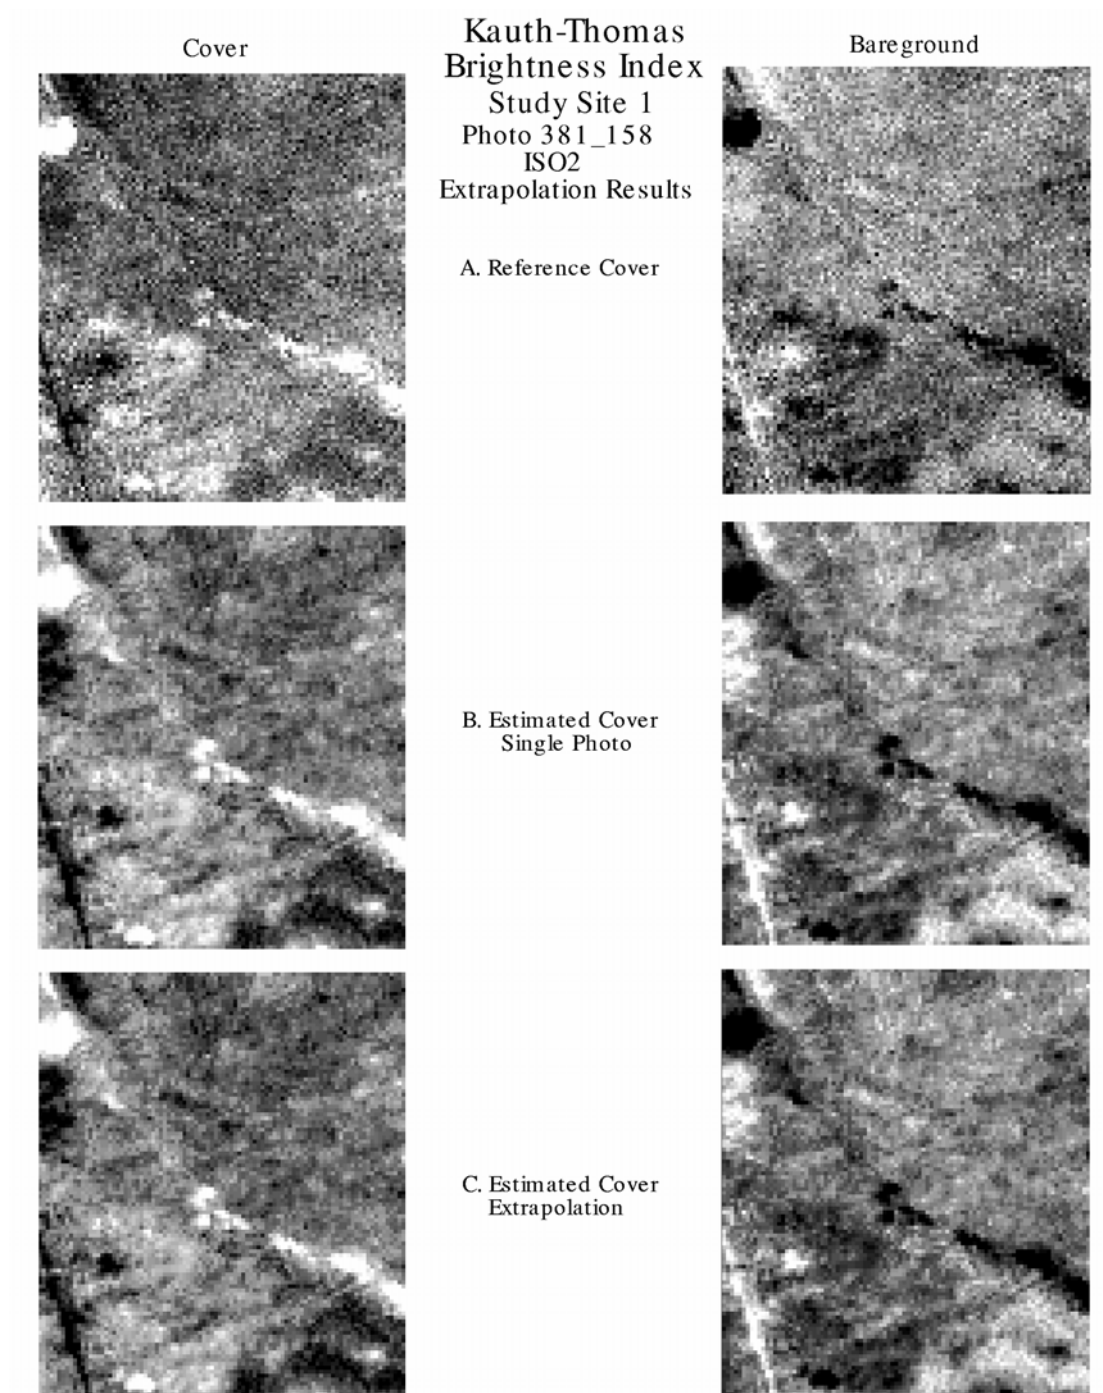 Cover
Kauth-Thomas
Brightness Index
Study Site 1
Photo 381_158
ISO2
Extrapolation Results
Bareground
A. Reference Cover
B. Estimated Cover
Single Photo
C. Estimated Cover
Extrapolation